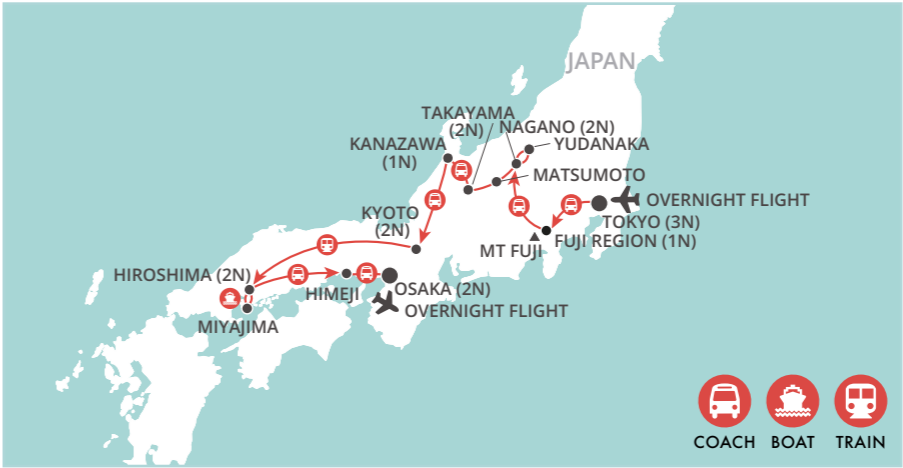 JAPAN
TAKAYAMA
(2N)
NAGANO (2N)
KANAZAWA
(1N)
YUDANAKA
MATSUMOTO
OVERNIGHT FLIGHT
TOKYO (3N)
KYOTO
(2N)
FUJI REGION (1N)
MT FUJI
HIROSHIMA (2N)
HIMEJI
OSAKA (2N)
OVERNIGHT FLIGHT
MIYAJIMA
COACH
BOAT
TRAIN